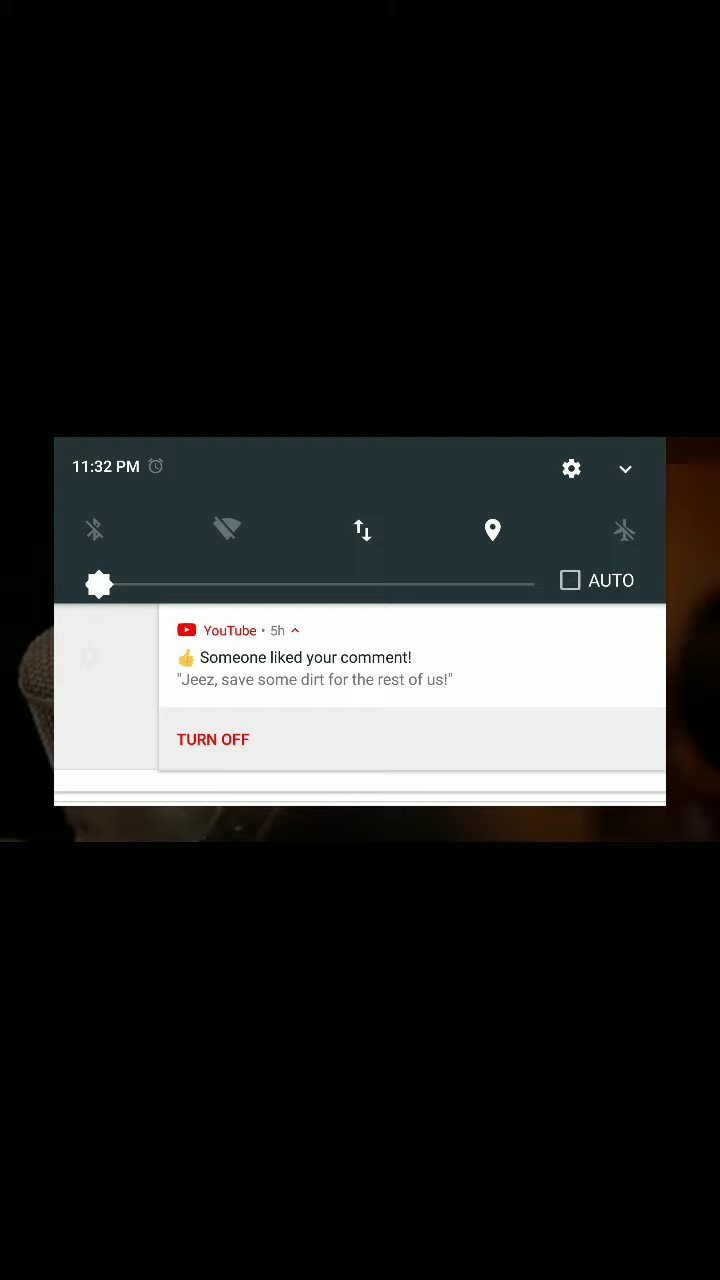 11:32 PM
AUTO
YouTube • 5h
👍 Someone liked your comment!
"Jeez, save some dirt for the rest of us!"
TURN OFF